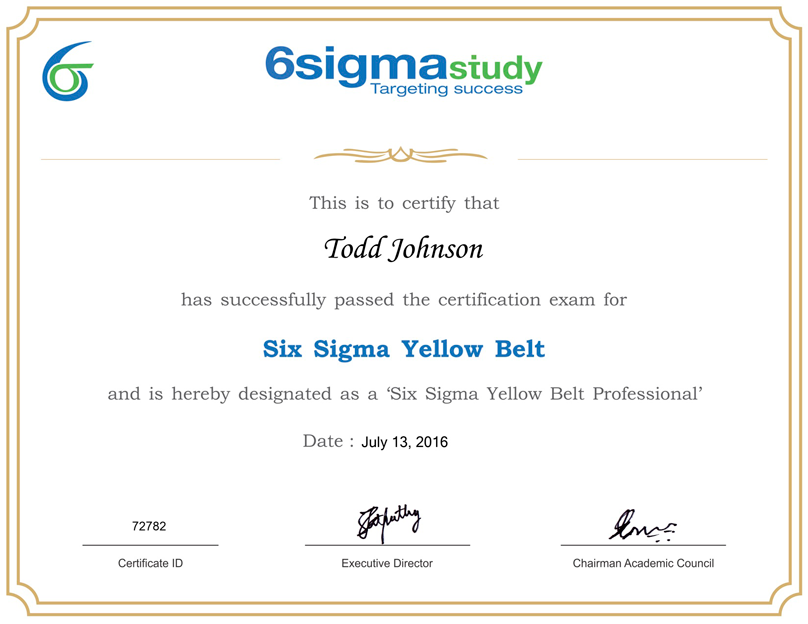 6sigmastudy
Targeting success
This is to certify that
Todd Johnson
has successfully passed the certification exam for
Six Sigma Yellow Belt
and is hereby designated as a ‘Six Sigma Yellow Belt Professional’
Date : July 13, 2016
72782
Certificate ID
Executive Director
Chairman Academic Council